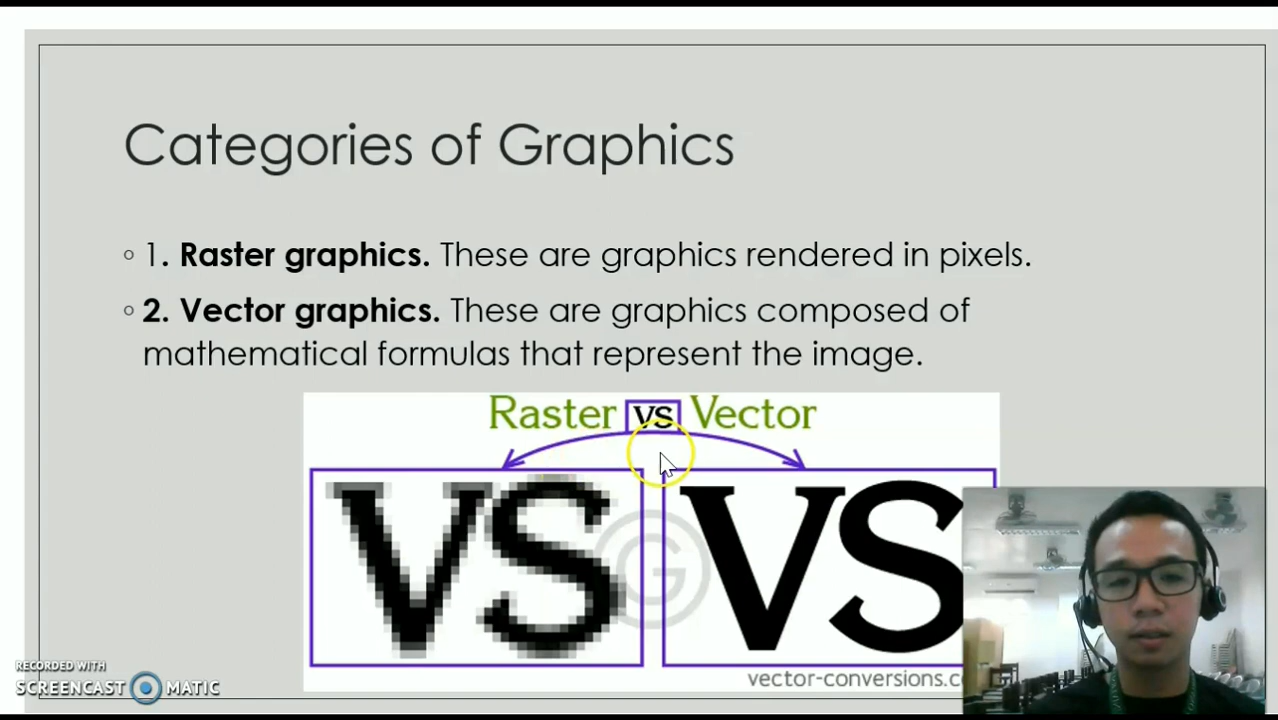 Categories of Graphics
1. Raster graphics. These are graphics rendered in pixels.
2. Vector graphics. These are graphics composed of
mathematical formulas that represent the image.
Raster vs Vector
VS VS
G
vector-conversions.c
RECORDED WITH
SCREENCAST MATIC